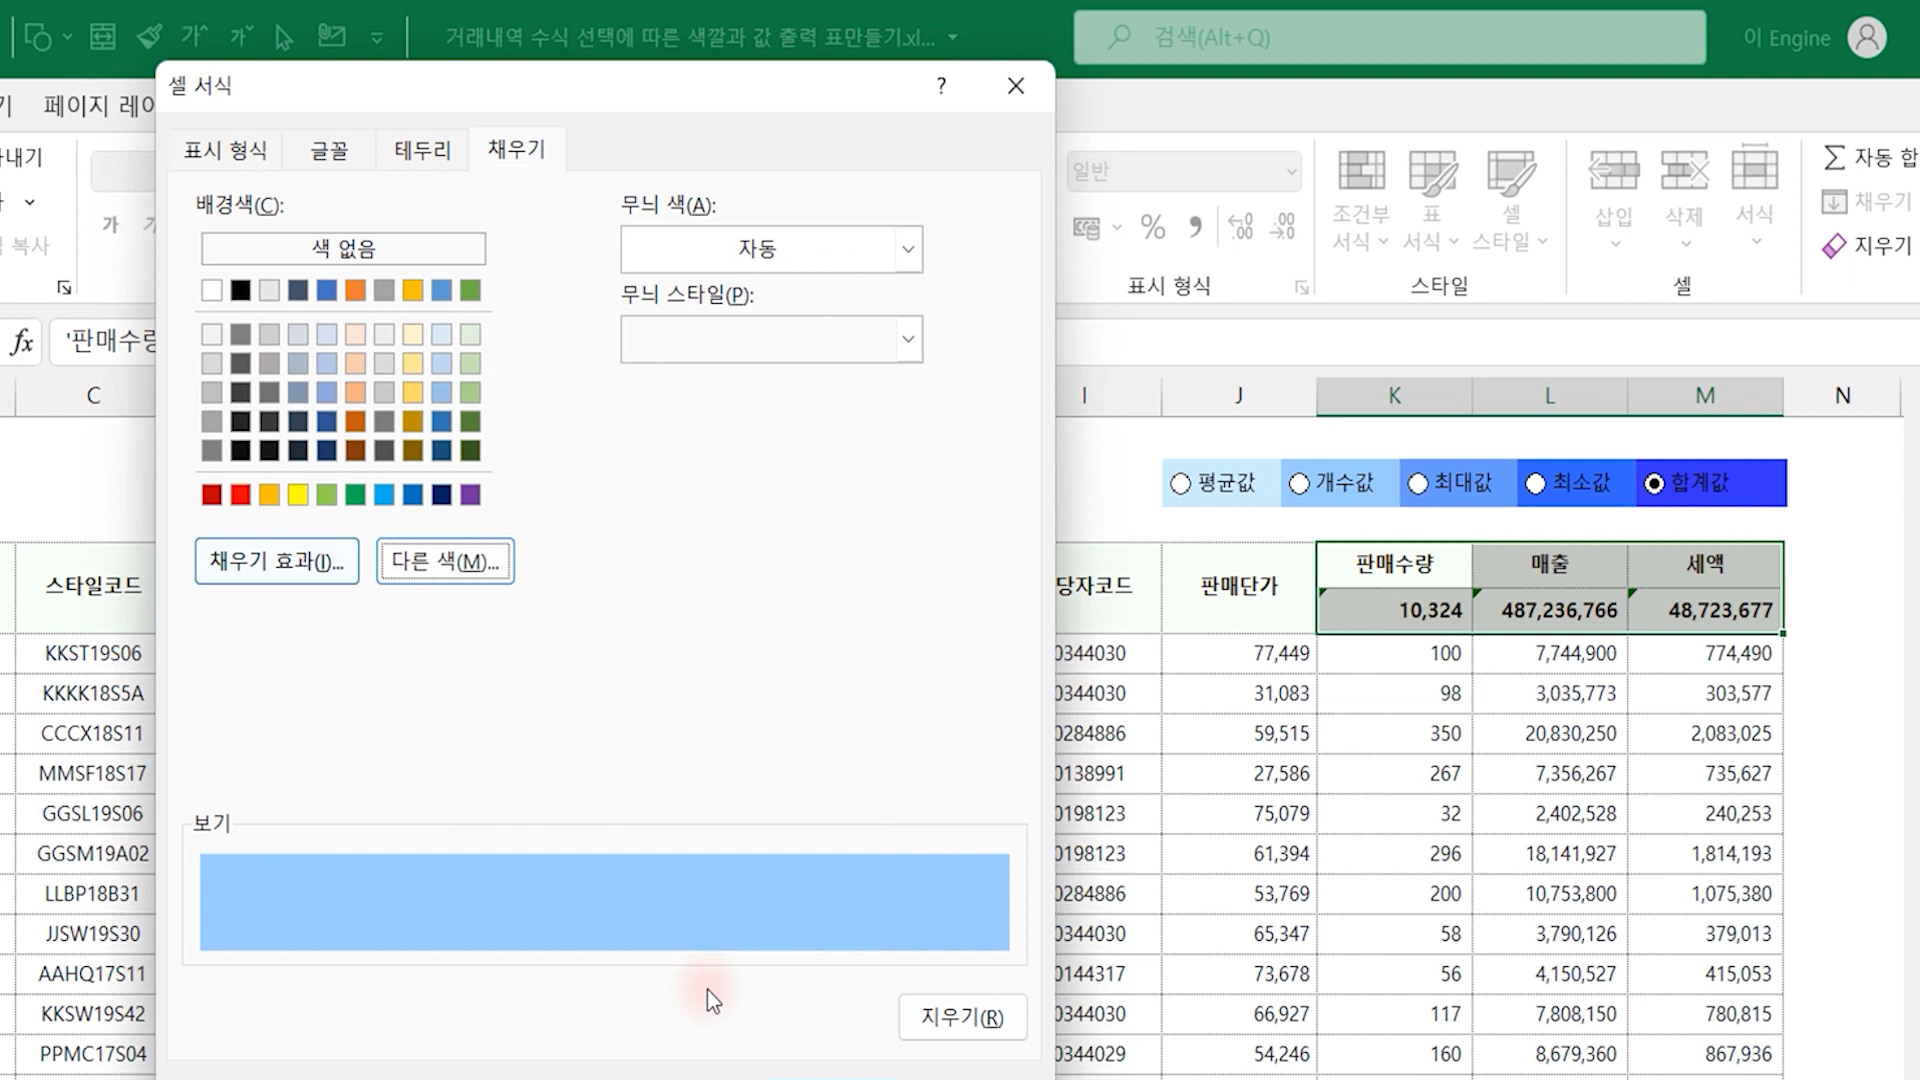 가^ 가ˇ 거래내역 수식 선택에 따른 색깔과 값 출력 표만들기.xl... 검색(Alt+Q) 이 Engine
셀 서식 ?
페이지 레이
표시 형식 글꼴 테두리 채우기
배경색(C):
색 없음
무늬 색(A):
자동
무늬 스타일(P):
채우기 효과(I)...
다른 색(M)...
보기
지우기(R)
내기
가
복사
일반
% 9 .00
표시 형식
조건부 서식
표 서식
셀 스타일
스타일
삽입
삭제
서식
셀
자동 합
채우기
지우기
fx '판매수량
C I J K L M N
평균값 개수값 최대값 최소값 합계값
스타일코드 당자코드 판매단가 판매수량 매출 세액
10,324 487,236,766 48,723,677
KKST19S06 0344030 77,449 100 7,744,900 774,490
KKKK18S5A 0344030 31,083 98 3,035,773 303,577
CCCX18S11 0284886 59,515 350 20,830,250 2,083,025
MMSF18S17 0138991 27,586 267 7,356,267 735,627
GGSL19S06 0198123 75,079 32 2,402,528 240,253
GGSM19A02 0198123 61,394 296 18,141,927 1,814,193
LLBP18B31 0284886 53,769 200 10,753,800 1,075,380
JJSW19S30 0344030 65,347 58 3,790,126 379,013
AAHQ17S11 0144317 73,678 56 4,150,527 415,053
KKSW19S42 0344030 66,927 117 7,808,150 780,815
PPMC17S04 0344029 54,246 160 8,679,360 867,936